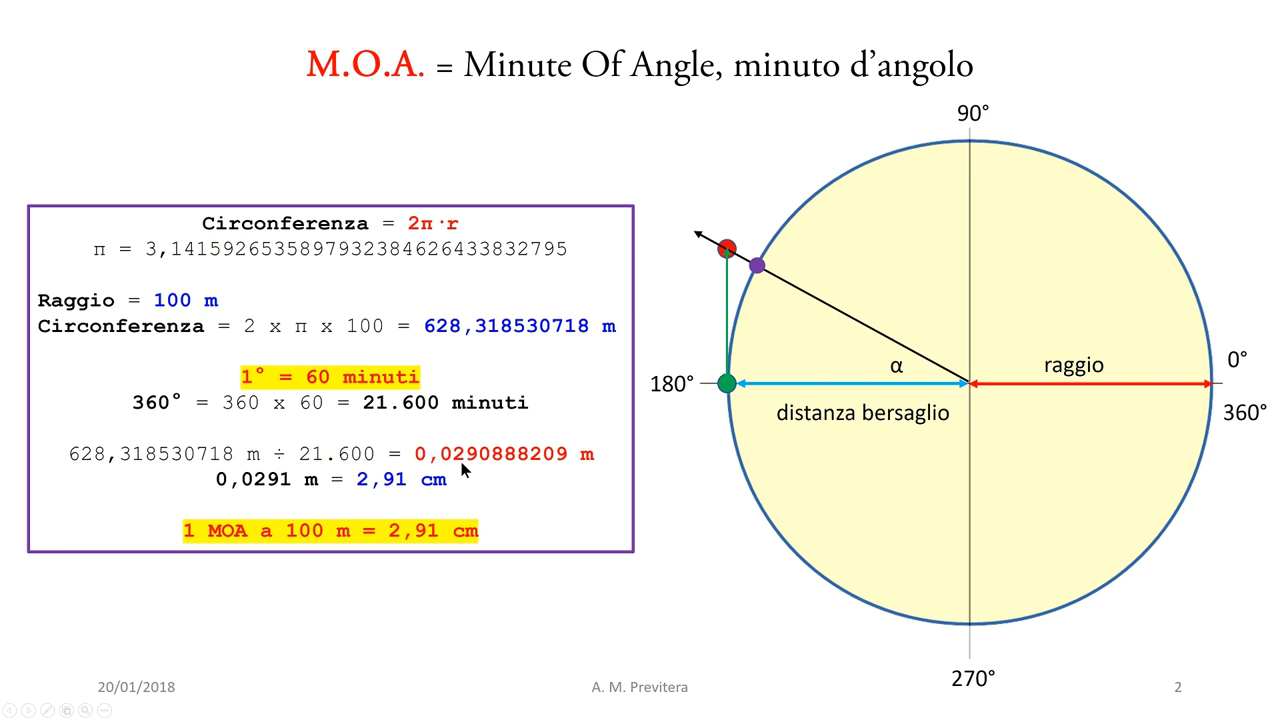 M.O.A. = Minute Of Angle, minuto d'angolo
Circonferenza = 2π·r
π = 3,1415926535897932384626433832795
Raggio = 100 m
Circonferenza = 2 x π x 100 = 628,318530718 m
1° = 60 minuti
360° = 360 x 60 = 21.600 minuti
628,318530718 m ÷ 21.600 = 0,0290888209 m
0,0291 m = 2,91 cm
1 MOA a 100 m = 2,91 cm
90°
α
raggio
0°
180°
distanza bersaglio
360°
270°
20/01/2018
A. M. Previtera
2